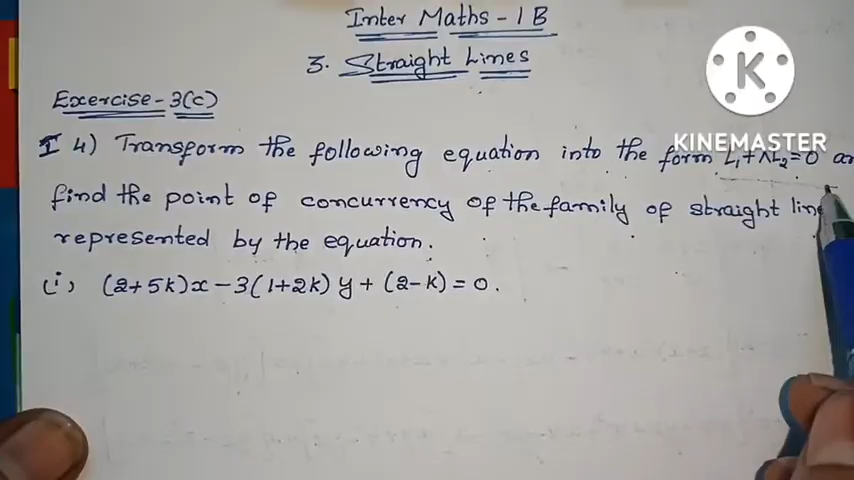 Inter Maths - 1B
3. Straight Lines
Exercise-3(c)
I 4) Transform the following equation into the form L₁+λL₂=0
find the point of concurrency of the family of straight
represented by the equation.
(i) (2+5k)x-3(1+2k)y+(2-k)=0.
K
KINEMASTER